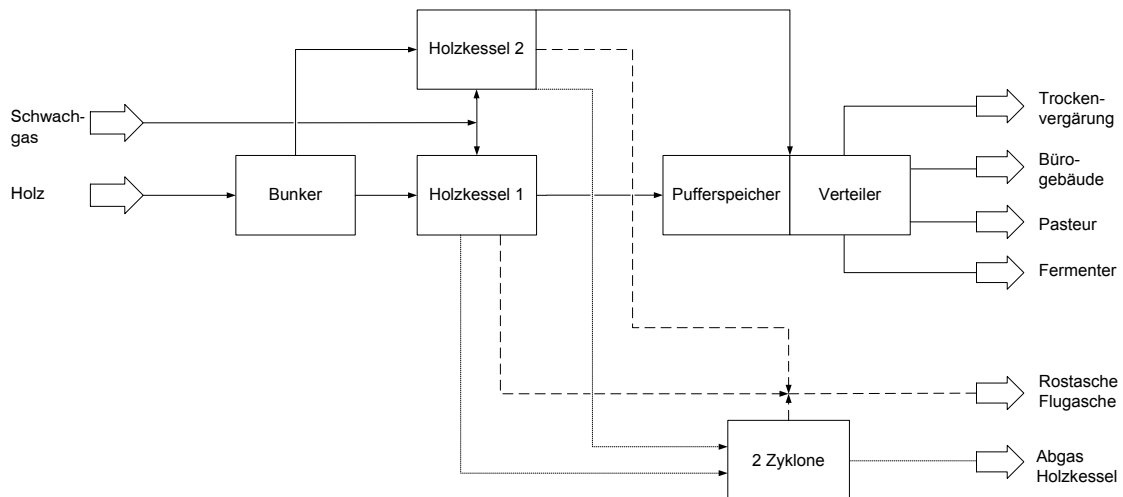 Holzkessel 2
Schwach-
gas
Holz
Bunker
Holzkessel 1
Pufferspeicher
Verteiler
Trocken-
vergärung
Büro-
gebäude
Pasteur
Fermenter
Rostasche
Flugasche
2 Zyklone
Abgas
Holzkessel